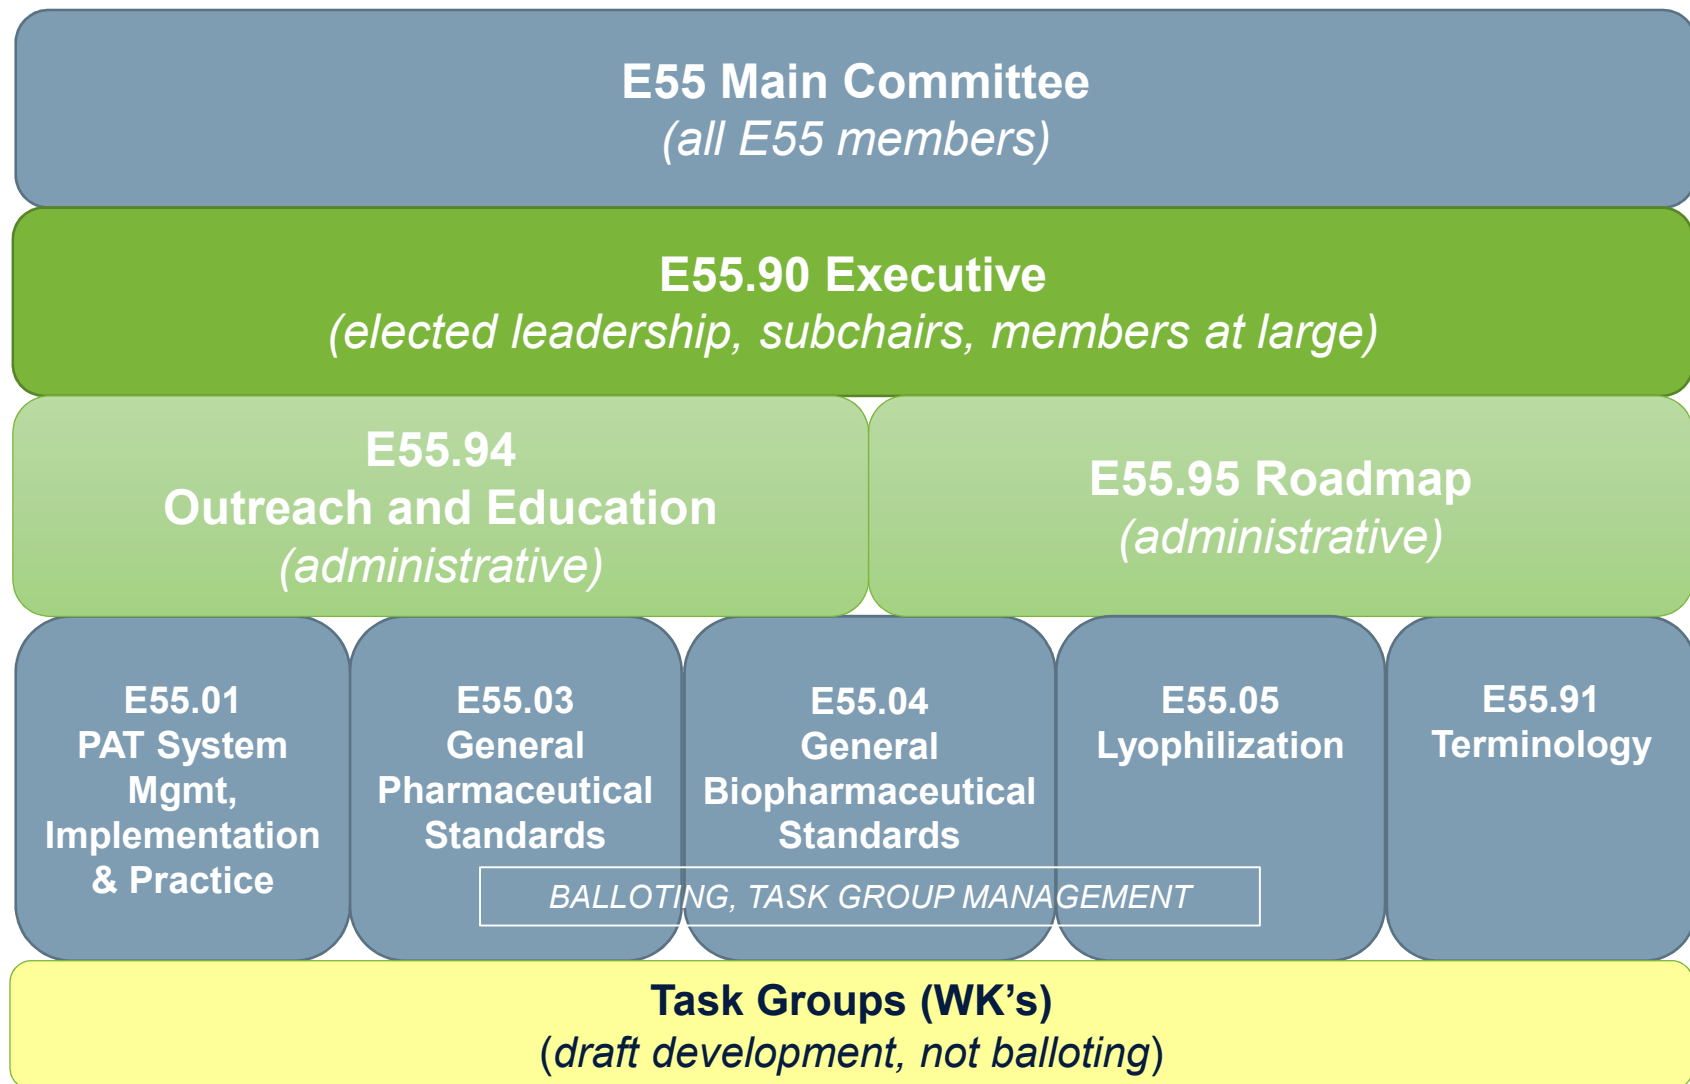 E55 Main Committee
(all E55 members)
E55.90 Executive
(elected leadership, subchairs, members at large)
E55.94
Outreach and Education
(administrative)
E55.95 Roadmap
(administrative)
E55.01
PAT System
Mgmt,
Implementation
& Practice
E55.03
General
Pharmaceutical
Standards
E55.04
General
Biopharmaceutical
Standards
E55.05
Lyophilization
E55.91
Terminology
BALLOTING, TASK GROUP MANAGEMENT
Task Groups (WK’s)
(draft development, not balloting)